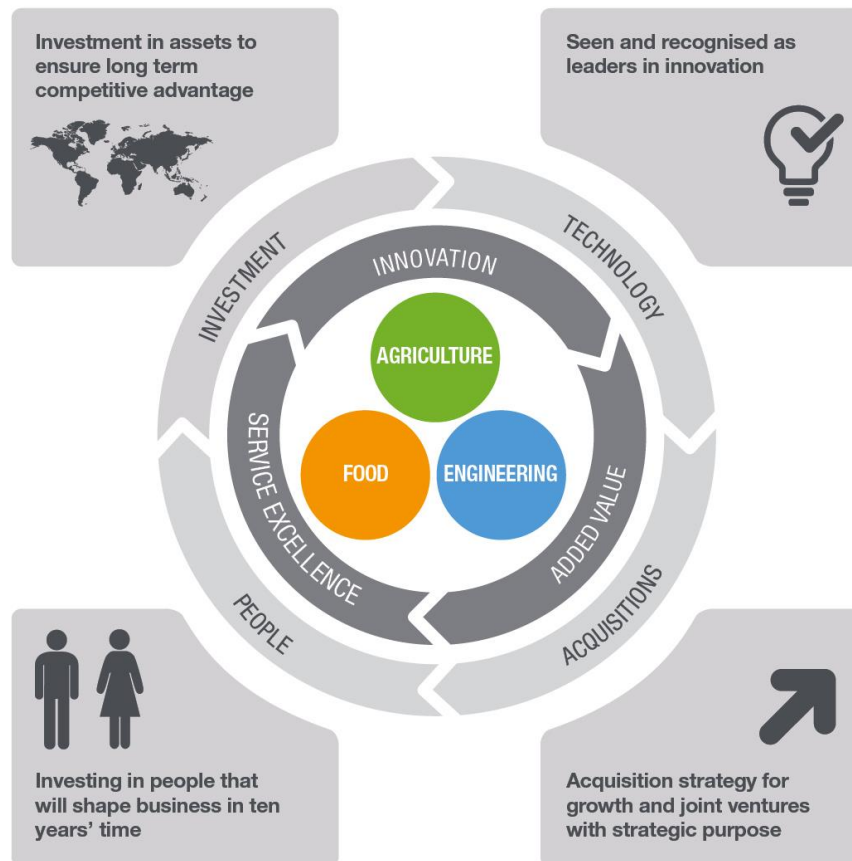 Investment in assets to
ensure long term
competitive advantage
Seen and recognised as
leaders in innovation
INVESTMENT
TECHNOLOGY
INNOVATION
AGRICULTURE
FOOD
ENGINEERING
SERVICE EXCELLENCE
ADDED VALUE
PEOPLE
ACQUISITIONS
Investing in people that
will shape business in ten
years’ time
Acquisition strategy for
growth and joint ventures
with strategic purpose